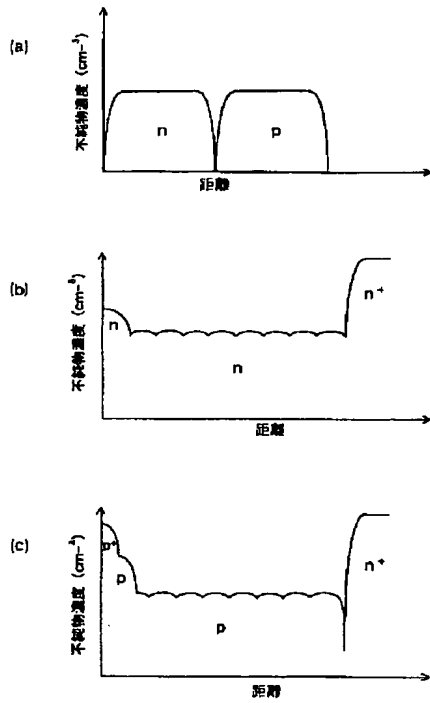 (a)
不純物濃度 (cm⁻³)
n
p
距離
(b)
不純物濃度 (cm⁻³)
n
n
n⁺
距離
(c)
不純物濃度 (cm⁻³)
p⁺
p
p
n⁺
距離